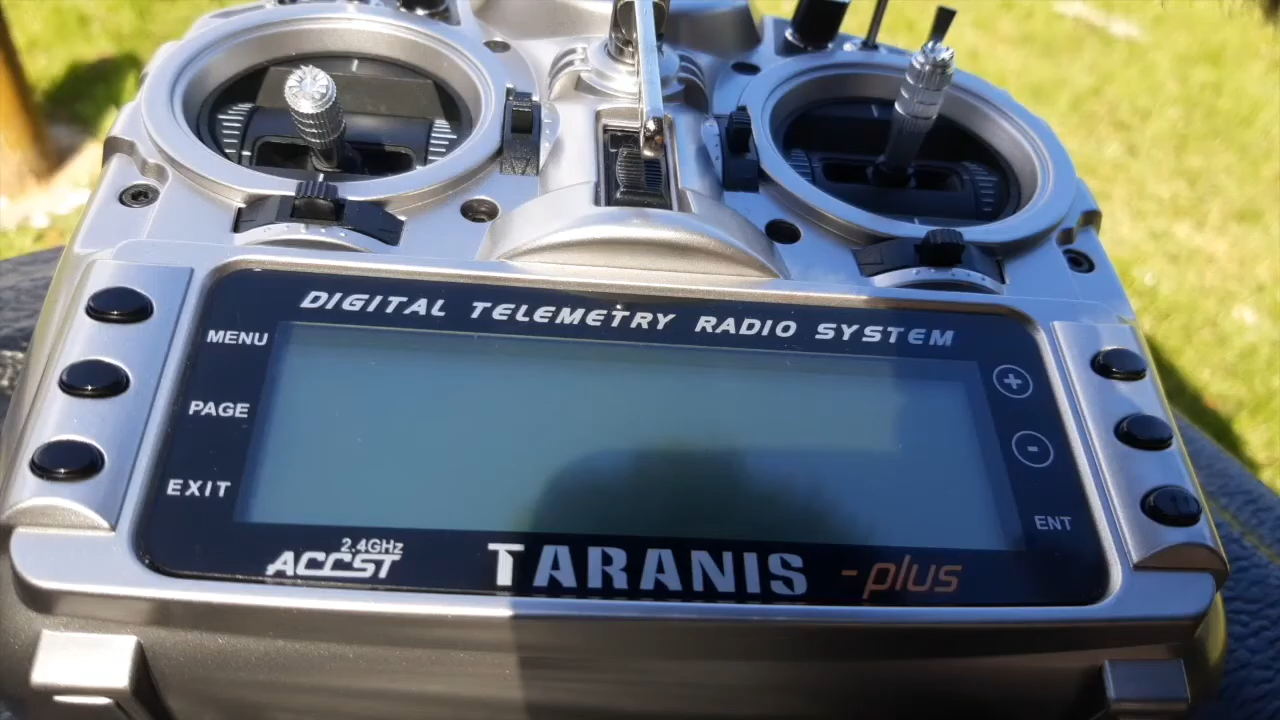 DIGITAL TELEMETRY RADIO SYSTEM
MENU
PAGE
EXIT
+
-
ENT
2.4GHz
ACCST
TARANIS -plus